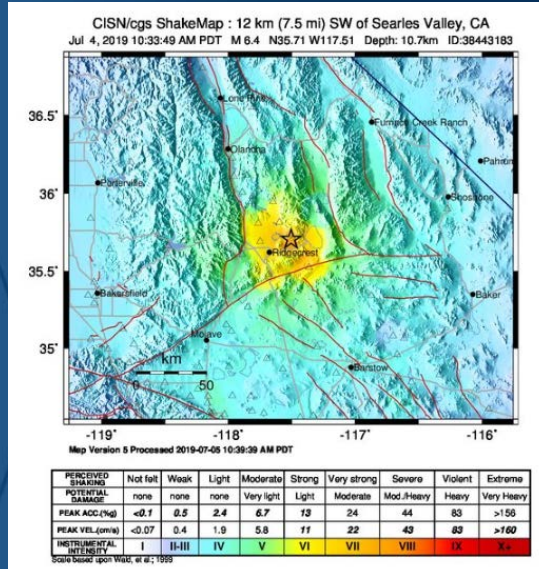 CISN/cgs ShakeMap : 12 km (7.5 mi) SW of Searles Valley, CA
Jul 4, 2019 10:33:49 AM PDT M 6.4 N35.71 W117.51 Depth: 10.7km ID:38443183
36.5°
Lone Pine
Furnace Creek Ranch
Olancha
Pahrump
36°
Porterville
Shoshone
Ridgecrest
35.5°
Bakersfield
Baker
Mojave
35°
km
Barstow
0 50
-119° -118° -117° -116°
Map Version 5 Processed 2019-07-05 10:39:39 AM PDT
PERCEIVED SHAKING Not felt Weak Light Moderate Strong Very strong Severe Violent Extreme
POTENTIAL DAMAGE none none none Very light Light Moderate Mod./Heavy Heavy Very Heavy
PEAK ACC.(%g) <0.1 0.5 2.4 6.7 13 24 44 83 >156
PEAK VEL.(cm/s) <0.07 0.4 1.9 5.8 11 22 43 83 >160
INSTRUMENTAL INTENSITY I II-III IV V VI VII VIII IX X+
Scale based upon Wald, et al.; 1999